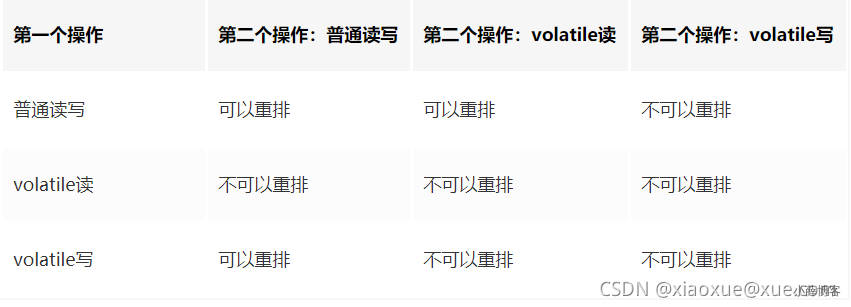 第一个操作 第二个操作：普通读写 第二个操作：volatile读 第二个操作：volatile写
普通读写 可以重排 可以重排 不可以重排
volatile读 不可以重排 不可以重排 不可以重排
volatile写 可以重排 不可以重排 不可以重排
CSDN @xiaoxue@xue